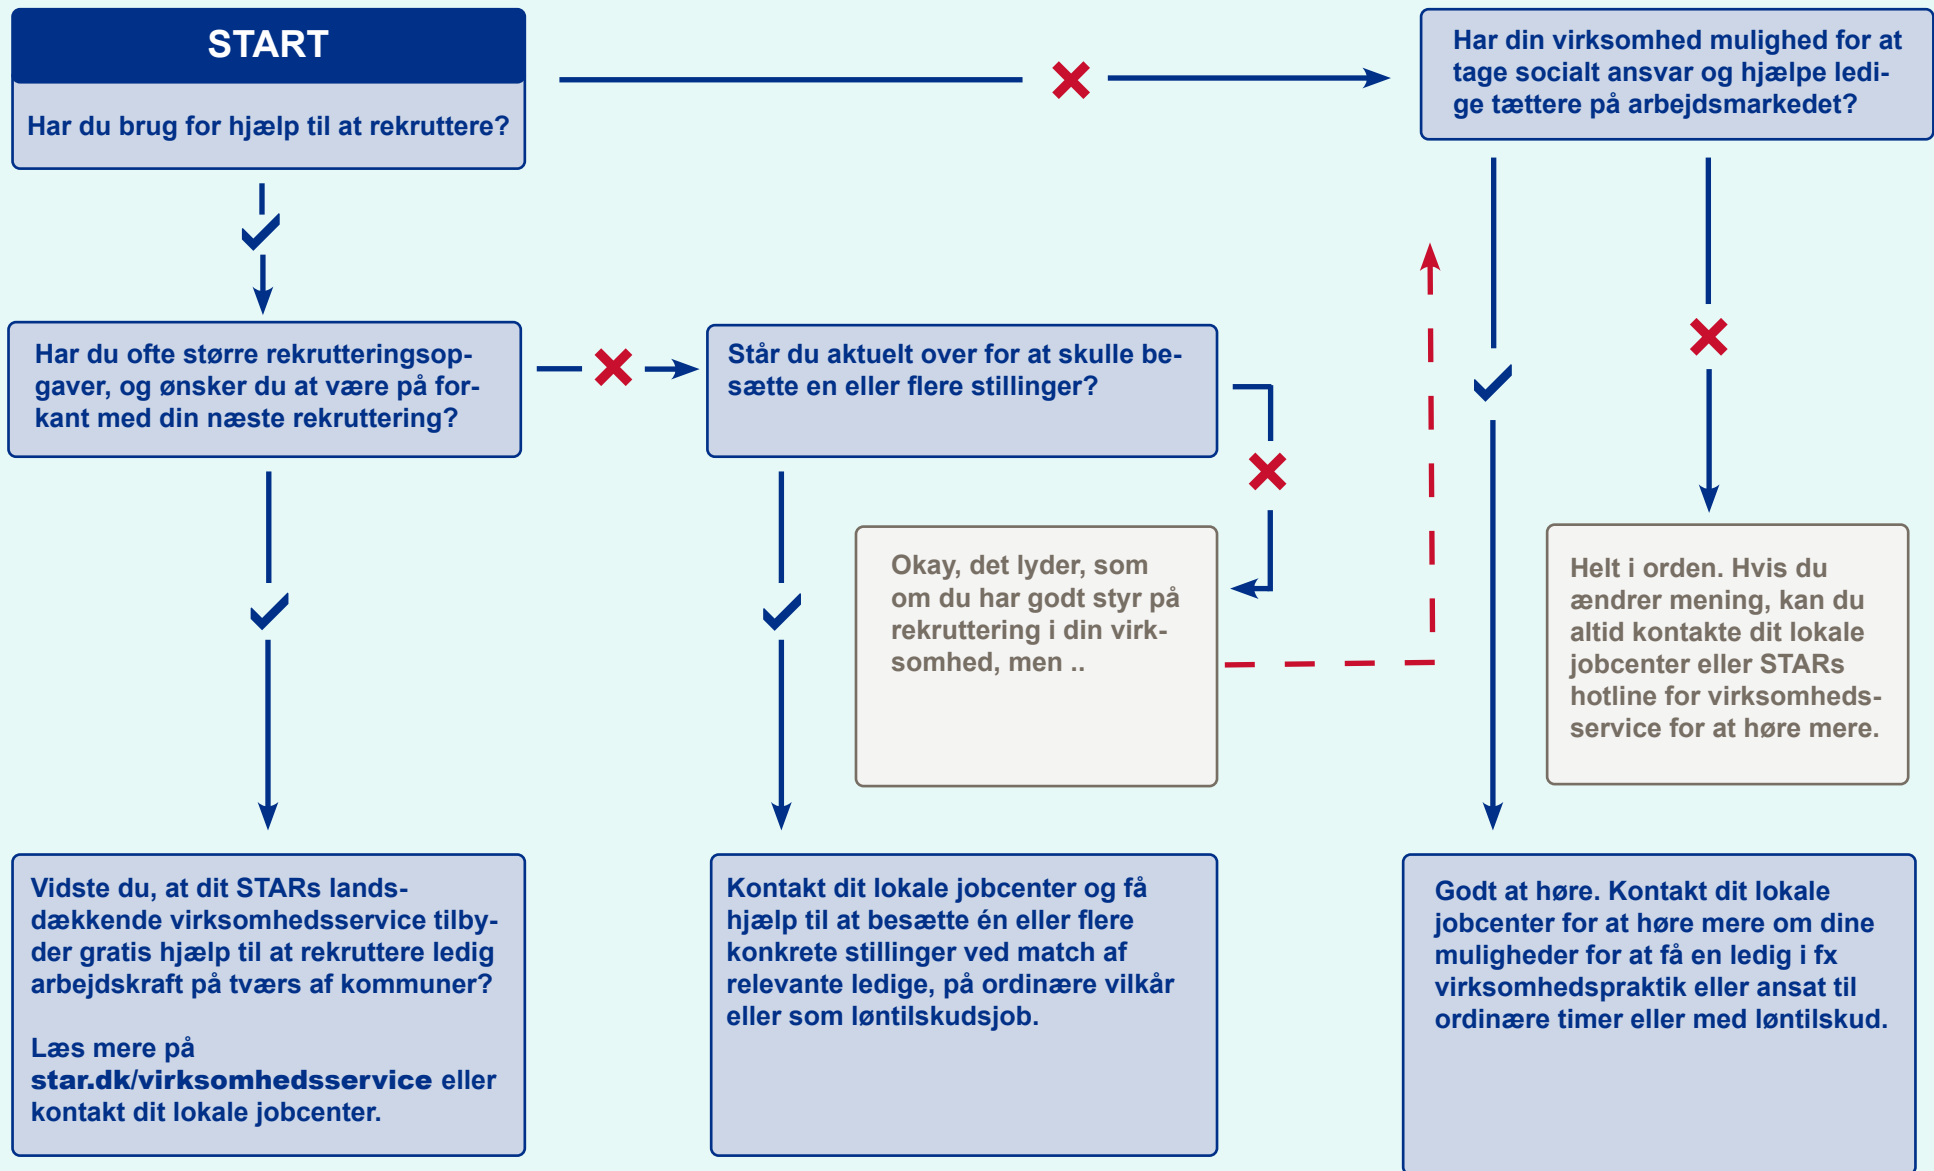 START
Har du brug for hjælp til at rekruttere?
Har din virksomhed mulighed for at
tage socialt ansvar og hjælpe ledi-
ge tættere på arbejdsmarkedet?
Har du ofte større rekrutteringsop-
gaver, og ønsker du at være på for-
kant med din næste rekruttering?
Står du aktuelt over for at skulle be-
sætte en eller flere stillinger?
Okay, det lyder, som
om du har godt styr på
rekruttering i din virk-
somhed, men ..
Helt i orden. Hvis du
ændrer mening, kan du
altid kontakte dit lokale
jobcenter eller STARs
hotline for virksomheds-
service for at høre mere.
Vidste du, at dit STARs lands-
dækkende virksomhedsservice tilby-
der gratis hjælp til at rekruttere ledig
arbejdskraft på tværs af kommuner?
Læs mere på
star.dk/virksomhedsservice eller
kontakt dit lokale jobcenter.
Kontakt dit lokale jobcenter og få
hjælp til at besætte én eller flere
konkrete stillinger ved match af
relevante ledige, på ordinære vilkår
eller som løntilskudsjob.
Godt at høre. Kontakt dit lokale
jobcenter for at høre mere om dine
muligheder for at få en ledig i fx
virksomhedspraktik eller ansat til
ordinære timer eller med løntilskud.